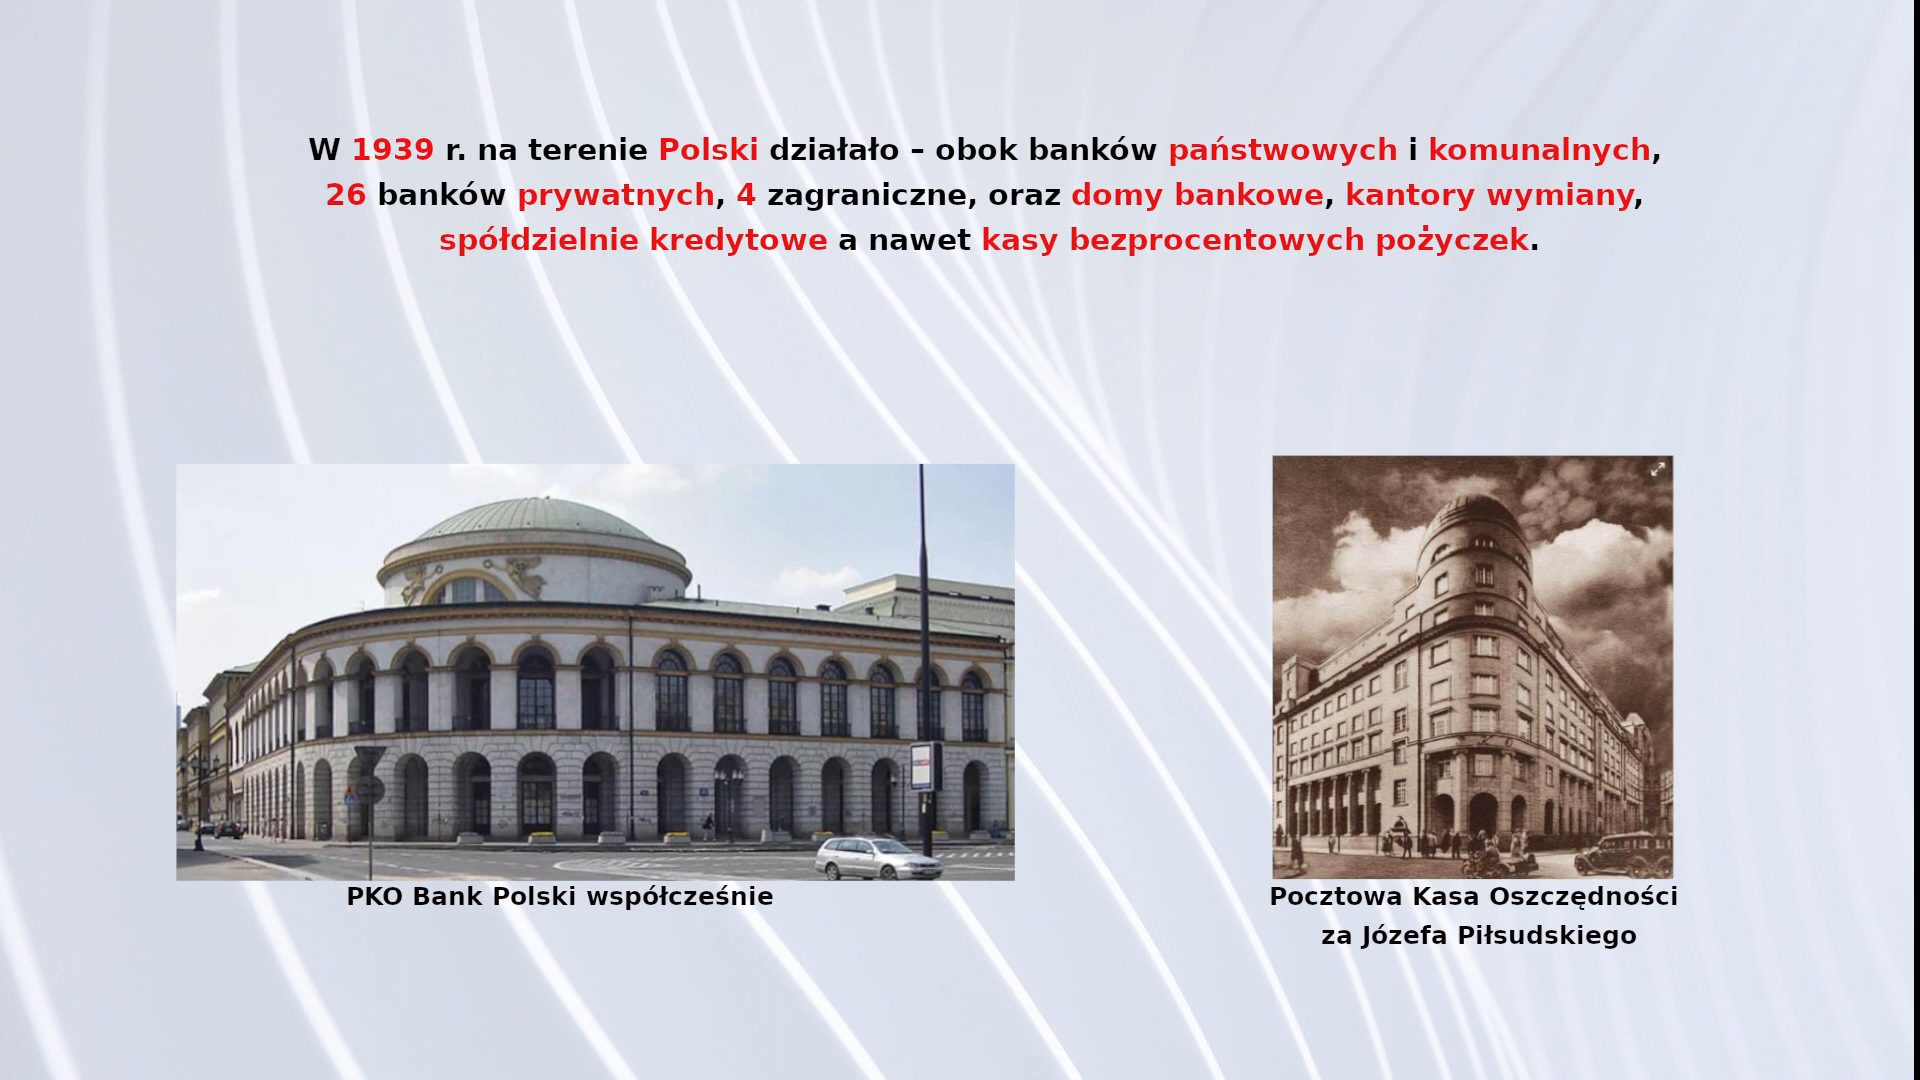 W 1939 r. na terenie Polski działało – obok banków państwowych i komunalnych,
26 banków prywatnych, 4 zagraniczne, oraz domy bankowe, kantory wymiany,
spółdzielnie kredytowe a nawet kasy bezprocentowych pożyczek.
PKO Bank Polski współcześnie
Pocztowa Kasa Oszczędności
za Józefa Piłsudskiego